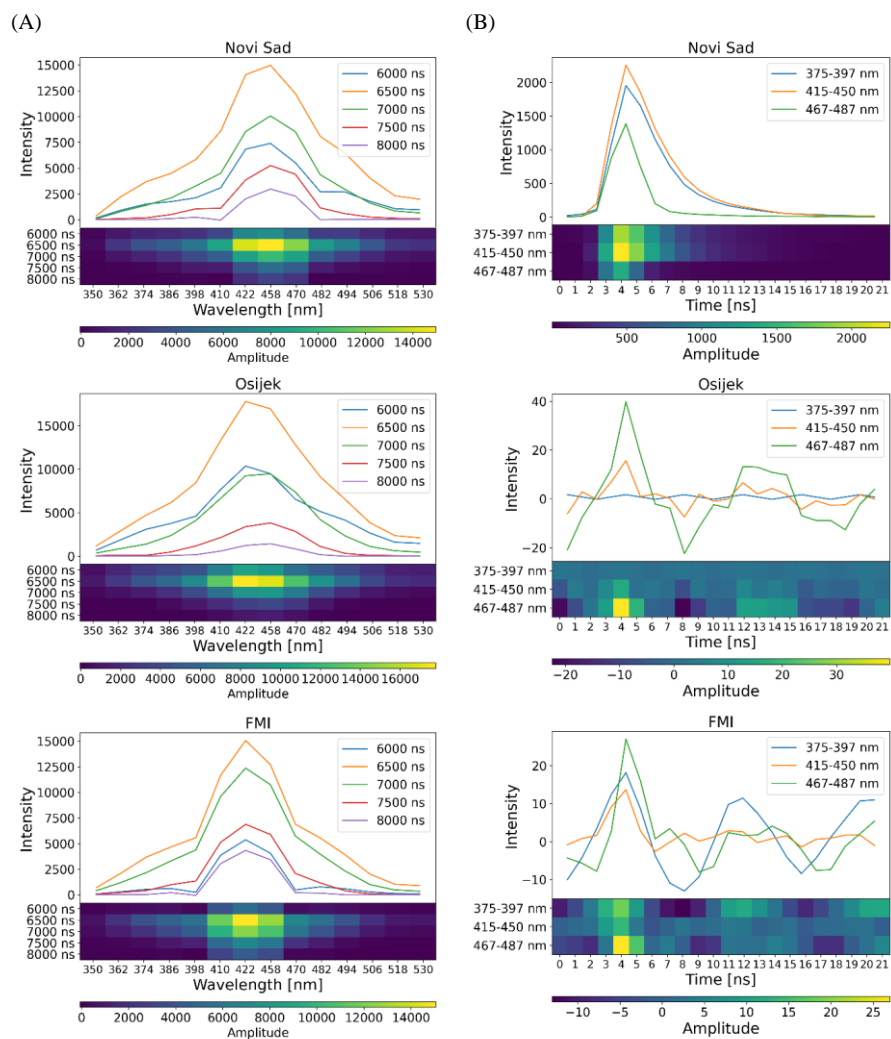 (A)
(B)
Novi Sad
15000
12500
10000
7500
5000
2500
0
Intensity
6000 ns
6500 ns
7000 ns
7500 ns
8000 ns
6000 ns
6500 ns
7000 ns
7500 ns
8000 ns
350 362 374 386 398 410 422 458 470 482 494 506 518 530
Wavelength [nm]
0 2000 4000 6000 8000 10000 12000 14000
Amplitude
Novi Sad
2000
1500
1000
500
0
Intensity
375-397 nm
415-450 nm
467-487 nm
375-397 nm
415-450 nm
467-487 nm
0 1 2 3 4 5 6 7 8 9 10 11 12 13 14 15 16 17 18 19 20 21
Time [ns]
500 1000 1500 2000
Amplitude
Osijek
15000
10000
5000
0
Intensity
6000 ns
6500 ns
7000 ns
7500 ns
8000 ns
6000 ns
6500 ns
7000 ns
7500 ns
8000 ns
350 362 374 386 398 410 422 458 470 482 494 506 518 530
Wavelength [nm]
0 2000 4000 6000 8000 10000 12000 14000 16000
Amplitude
Osijek
40
20
0
−20
Intensity
375-397 nm
415-450 nm
467-487 nm
375-397 nm
415-450 nm
467-487 nm
0 1 2 3 4 5 6 7 8 9 10 11 12 13 14 15 16 17 18 19 20 21
Time [ns]
−20 −10 0 10 20 30
Amplitude
FMI
15000
12500
10000
7500
5000
2500
0
Intensity
6000 ns
6500 ns
7000 ns
7500 ns
8000 ns
6000 ns
6500 ns
7000 ns
7500 ns
8000 ns
350 362 374 386 398 410 422 458 470 482 494 506 518 530
Wavelength [nm]
0 2000 4000 6000 8000 10000 12000 14000
Amplitude
FMI
20
10
0
−10
Intensity
375-397 nm
415-450 nm
467-487 nm
375-397 nm
415-450 nm
467-487 nm
0 1 2 3 4 5 6 7 8 9 10 11 12 13 14 15 16 17 18 19 20 21
Time [ns]
−10 −5 0 5 10 15 20 25
Amplitude